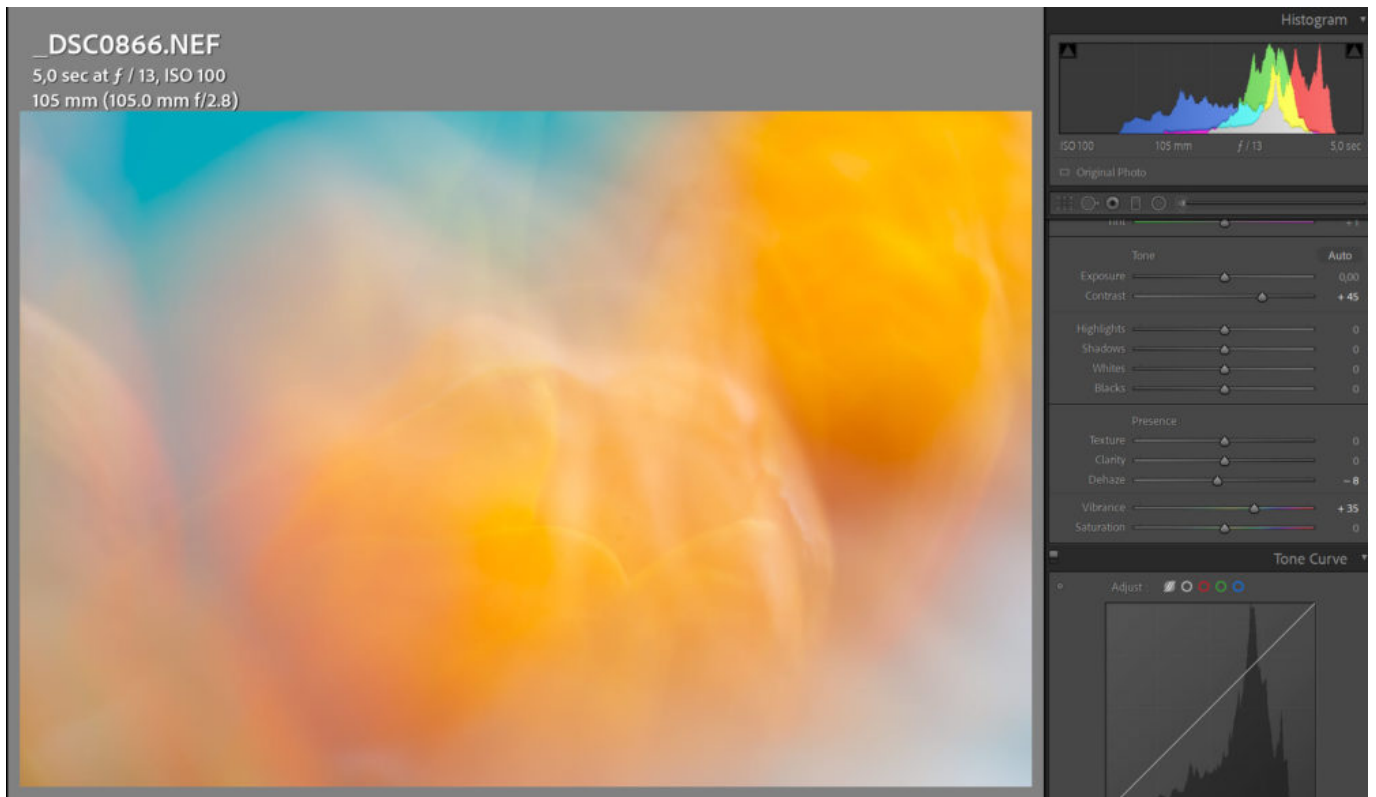 _DSC0866.NEF
5,0 sec at ƒ / 13, ISO 100
105 mm (105.0 mm f/2.8)
Histogram
ISO 100 105 mm ƒ / 13 5,0 sec
Original Photo
Tint + 1
Tone Auto
Exposure 0,00
Contrast + 45
Highlights 0
Shadows 0
Whites 0
Blacks 0
Presence
Texture 0
Clarity 0
Dehaze – 8
Vibrance + 35
Saturation 0
Tone Curve
Adjust